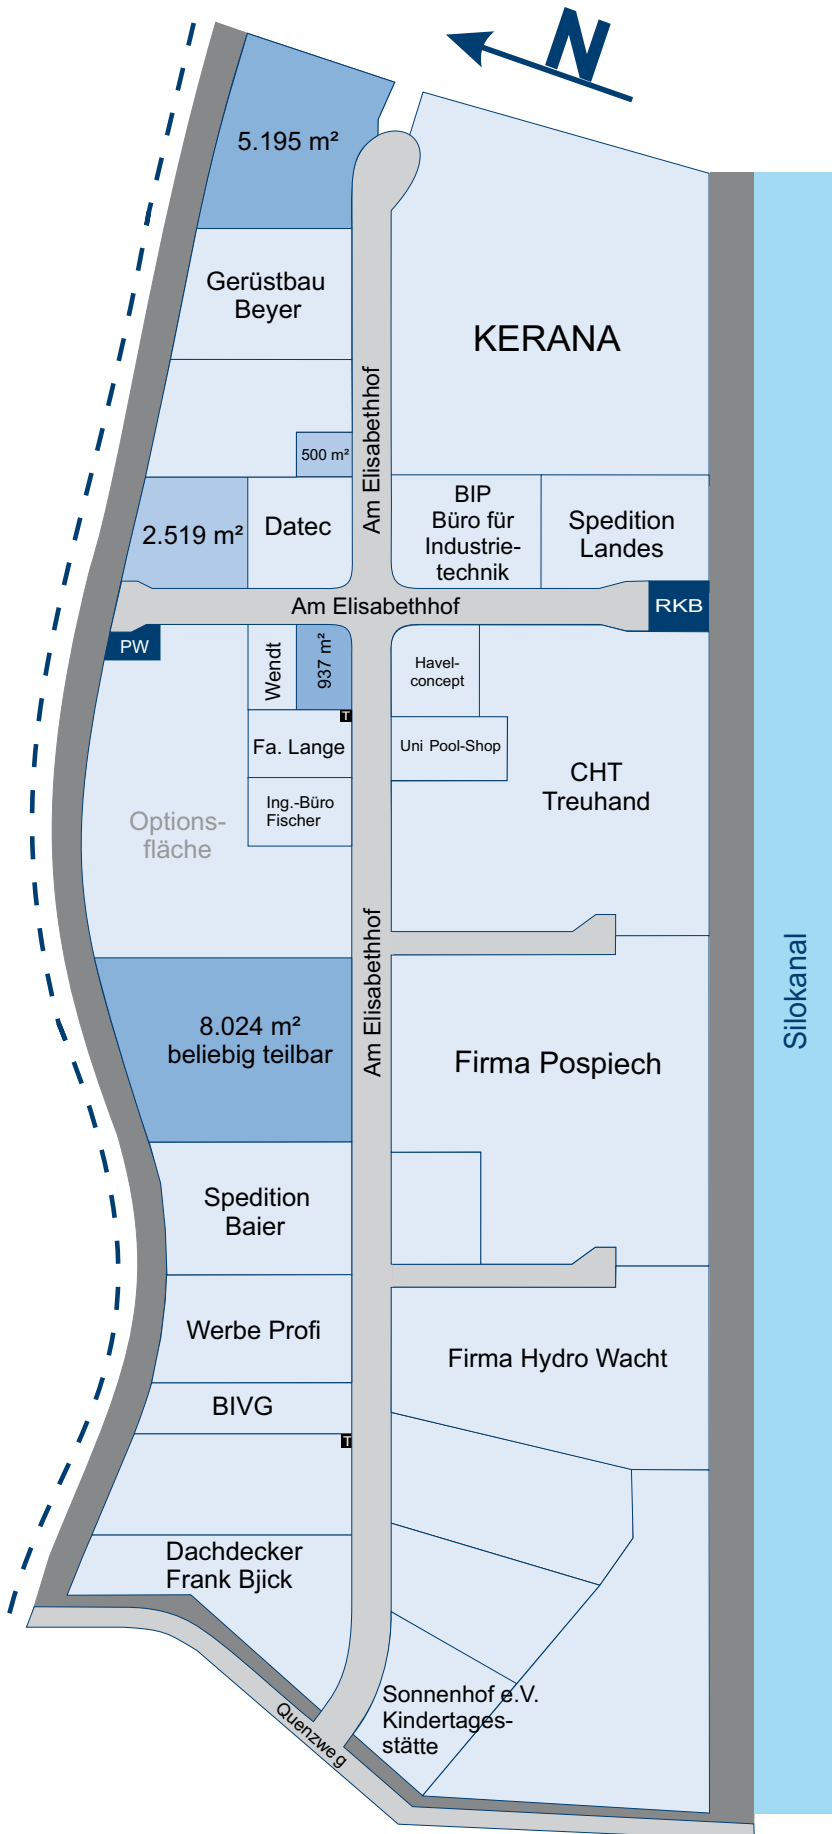 N
5.195 m²
Gerüstbau
Beyer
KERANA
Am Elisabethhof
500 m²
2.519 m²
Datec
BIP
Büro für
Industrie-
technik
Spedition
Landes
Am Elisabethhof
RKB
PW
Wendt
937 m²
Havel-
concept
T
Fa. Lange
Uni Pool-Shop
CHT
Treuhand
Ing.-Büro
Fischer
Options-
fläche
Am Elisabethhof
Silokanal
8.024 m²
beliebig teilbar
Firma Pospiech
Spedition
Baier
Werbe Profi
Firma Hydro Wacht
BIVG
T
Dachdecker
Frank Bjick
Sonnenhof e.V.
Kindertages-
stätte
Quenzweg